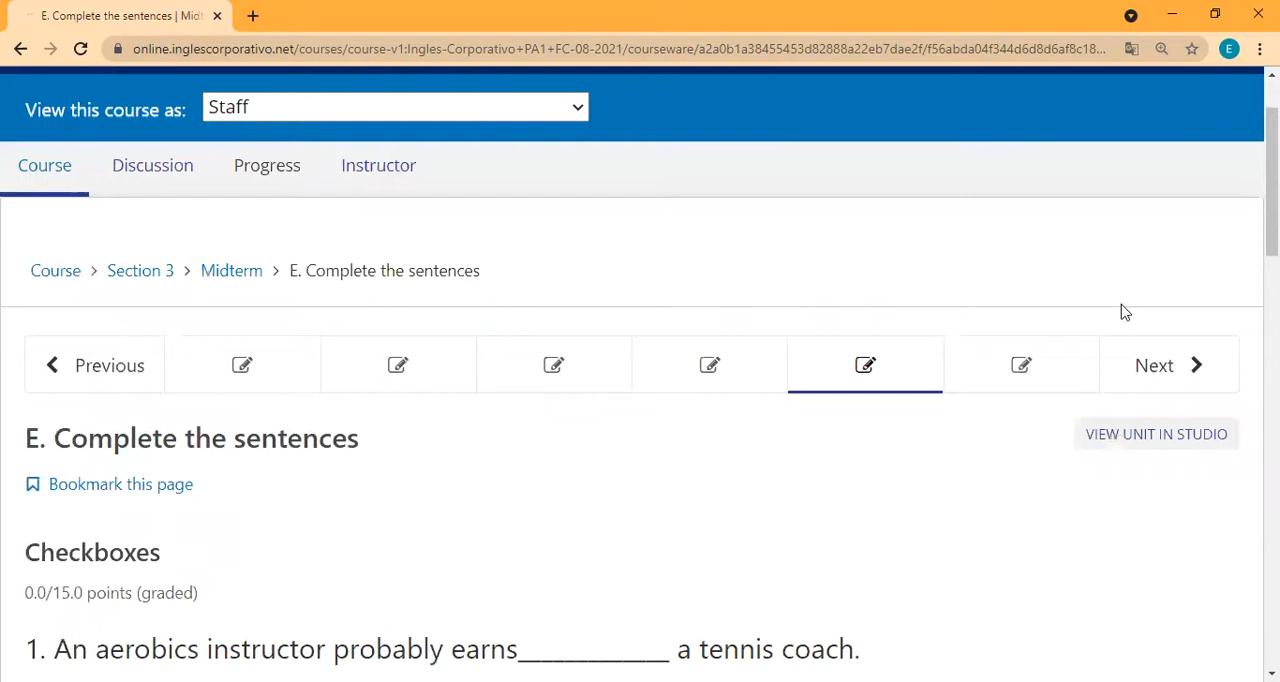 E. Complete the sentences | Mid
online.inglescorporativo.net/courses/course-v1:Ingles-Corporativo+PA1+FC-08-2021/courseware/a2a0b1a38455453d82888a22eb7dae2f/f56abda04f344d6d8d6af8c18...
E
View this course as: Staff
Course Discussion Progress Instructor
Course > Section 3 > Midterm > E. Complete the sentences
Previous Next
E. Complete the sentences
VIEW UNIT IN STUDIO
Bookmark this page
Checkboxes
0.0/15.0 points (graded)
1. An aerobics instructor probably earns_____________ a tennis coach.